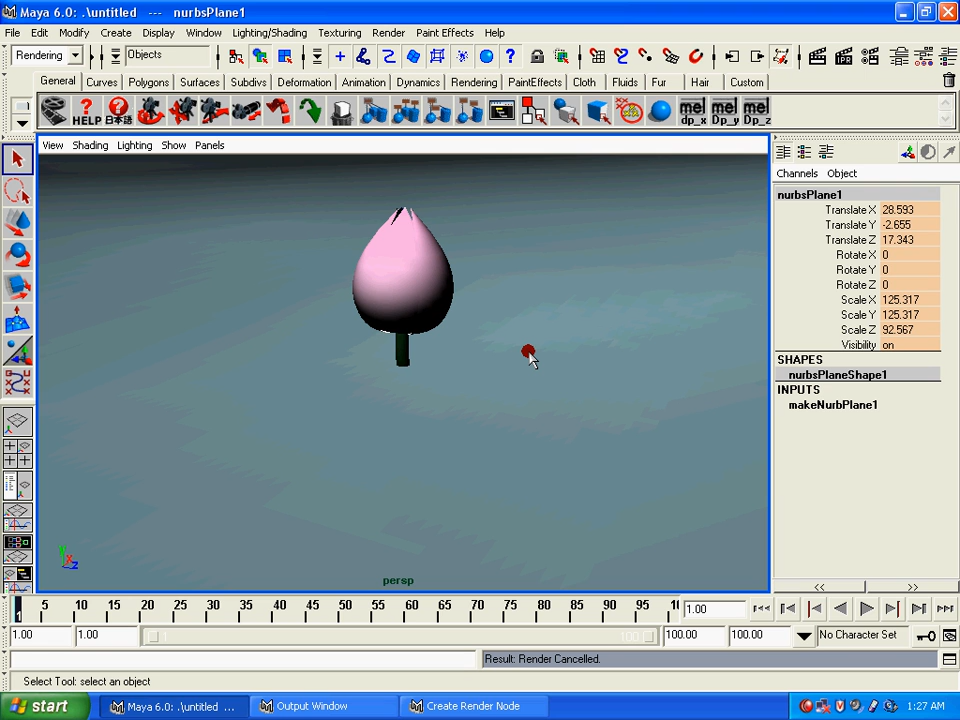 Maya 6.0: .\untitled --- nurbsPlane1
File Edit Modify Create Display Window Lighting/Shading Texturing Render Paint Effects Help
Rendering Objects
General Curves Polygons Surfaces Subdivs Deformation Animation Dynamics Rendering PaintEffects Cloth Fluids Fur Hair Custom
HELP 日本語 mel dp_x mel Dp_y mel Dp_z
View Shading Lighting Show Panels
Channels Object
nurbsPlane1
Translate X 28.593
Translate Y -2.655
Translate Z 17.343
Rotate X 0
Rotate Y 0
Rotate Z 0
Scale X 125.317
Scale Y 125.317
Scale Z 92.567
Visibility on
SHAPES
nurbsPlaneShape1
INPUTS
makeNurbPlane1
persp
<< >>
1 5 10 15 20 25 30 35 40 45 50 55 60 65 70 75 80 85 90 95 10 1.00
1.00 1.00 1 100 100.00 100.00 No Character Set
Result: Render Cancelled.
Select Tool: select an object
start Maya 6.0: .\untitled ... Output Window Create Render Node 1:27 AM